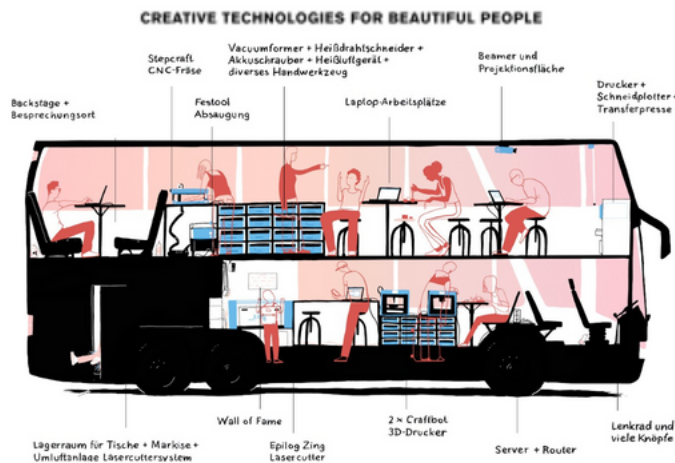 CREATIVE TECHNOLOGIES FOR BEAUTIFUL PEOPLE
Vacuumformer + Heißdrahtschneider +
Akkuschrauber + Heißluftgerät +
diverses Handwerkzeug
Stepcraft
CNC-Fräse
Beamer und
Projektionsfläche
Drucker +
Schneidplotter +
Transferpresse
Backstage +
Besprechungsort
Festool
Absaugung
Laptop-Arbeitsplätze
Wall of Fame
2 x Craftbot
3D-Drucker
Lenkrad und
viele Knöpfe
Lagerraum für Tische + Markise +
Umluftanlage Lasercuttersystem
Epilog Zing
Lasercutter
Server + Router